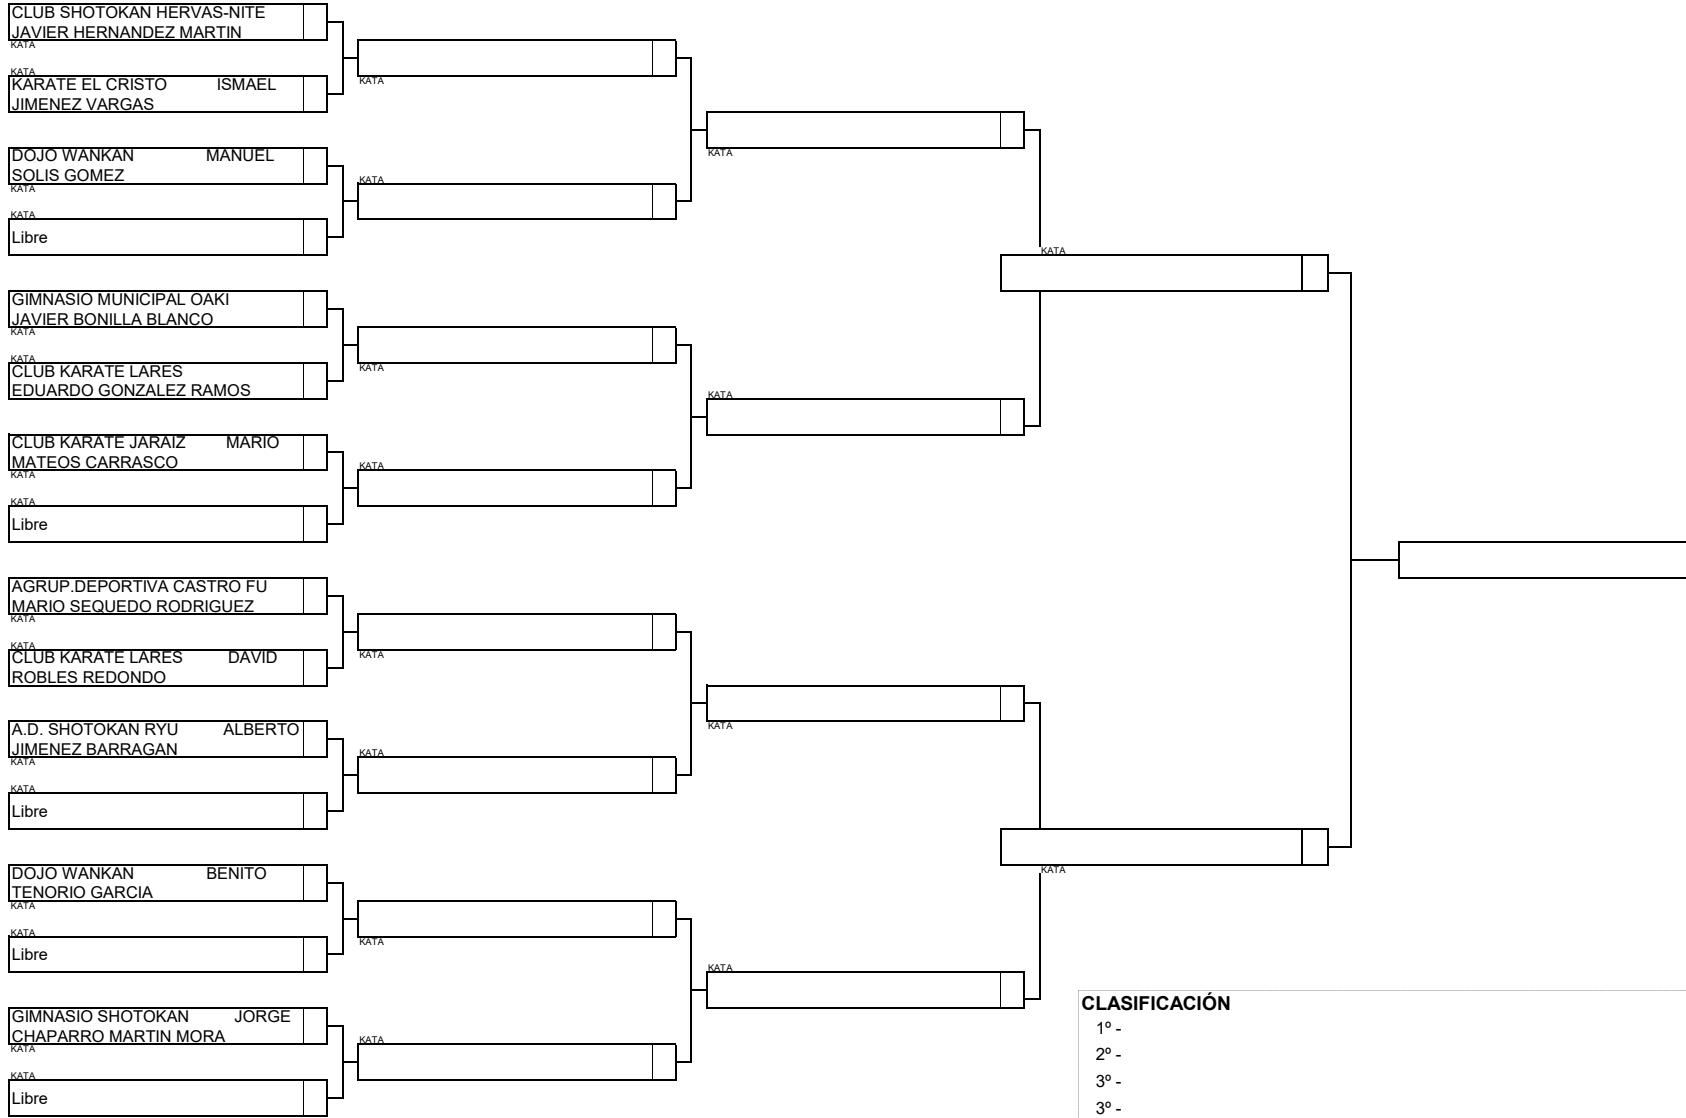 CLUB SHOTOKAN HERVAS-NITE
JAVIER HERNANDEZ MARTIN
KATA
KATA
KARATE EL CRISTO ISMAEL
JIMENEZ VARGAS
DOJO WANKAN MANUEL
SOLIS GOMEZ
KATA
KATA
Libre
GIMNASIO MUNICIPAL OAKI
JAVIER BONILLA BLANCO
KATA
KATA
CLUB KARATE LARES
EDUARDO GONZALEZ RAMOS
CLUB KARATE JARAIZ MARIO
MATEOS CARRASCO
KATA
KATA
Libre
AGRUP.DEPORTIVA CASTRO FU
MARIO SEQUEDO RODRIGUEZ
KATA
KATA
CLUB KARATE LARES DAVID
ROBLES REDONDO
A.D. SHOTOKAN RYU ALBERTO
JIMENEZ BARRAGAN
KATA
KATA
Libre
DOJO WANKAN BENITO
TENORIO GARCIA
KATA
KATA
Libre
GIMNASIO SHOTOKAN JORGE
CHAPARRO MARTIN MORA
KATA
KATA
Libre
KATA
KATA
KATA
KATA
KATA
KATA
KATA
KATA
KATA
KATA
KATA
KATA
KATA
KATA
CLASIFICACIÓN
1º -
2º -
3º -
3º -